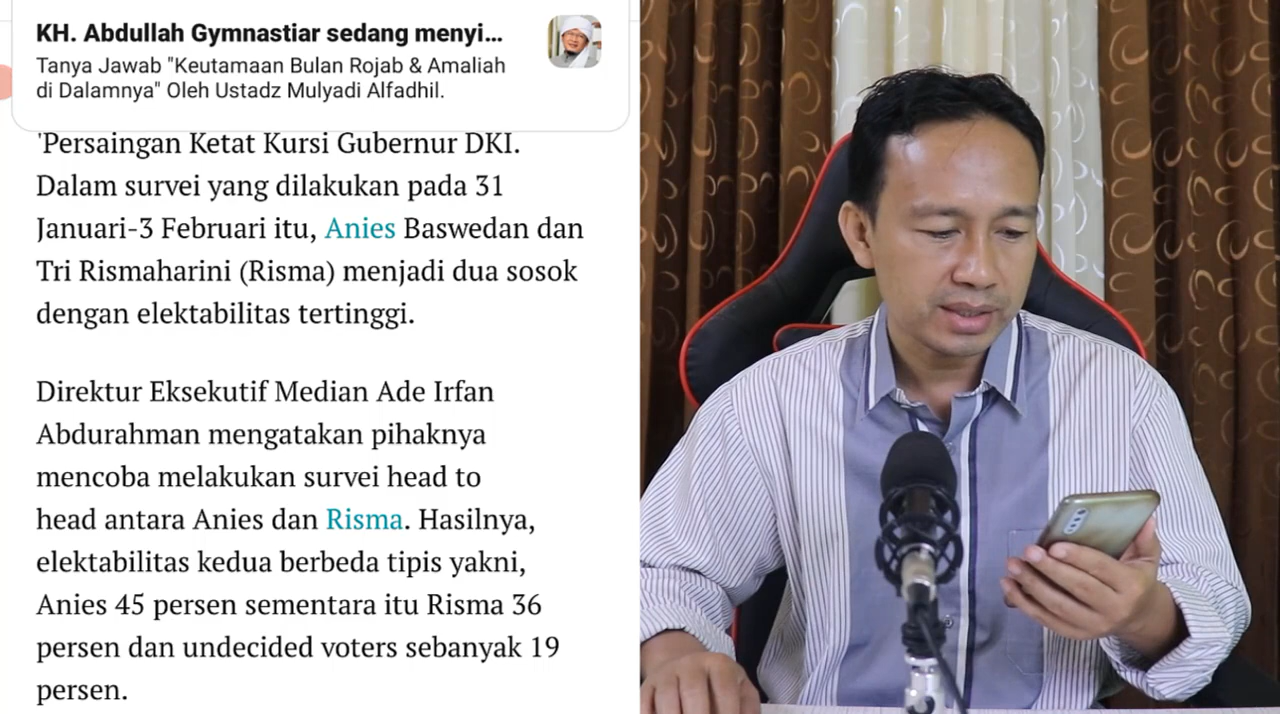 KH. Abdullah Gymnastiar sedang menyi...
Tanya Jawab "Keutamaan Bulan Rojab & Amaliah
di Dalamnya" Oleh Ustadz Mulyadi Alfadhil.
'Persaingan Ketat Kursi Gubernur DKI.
Dalam survei yang dilakukan pada 31
Januari-3 Februari itu, Anies Baswedan dan
Tri Rismaharini (Risma) menjadi dua sosok
dengan elektabilitas tertinggi.
Direktur Eksekutif Median Ade Irfan
Abdurahman mengatakan pihaknya
mencoba melakukan survei head to
head antara Anies dan Risma. Hasilnya,
elektabilitas kedua berbeda tipis yakni,
Anies 45 persen sementara itu Risma 36
persen dan undecided voters sebanyak 19
persen.